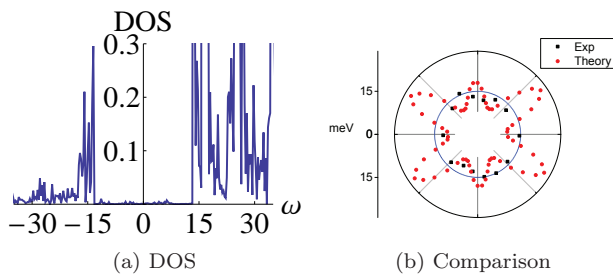 DOS
0.3
0.2
0.1
−30 −15 0 15 30 ω
(a) DOS
Exp
Theory
15
meV 0
15
(b) Comparison